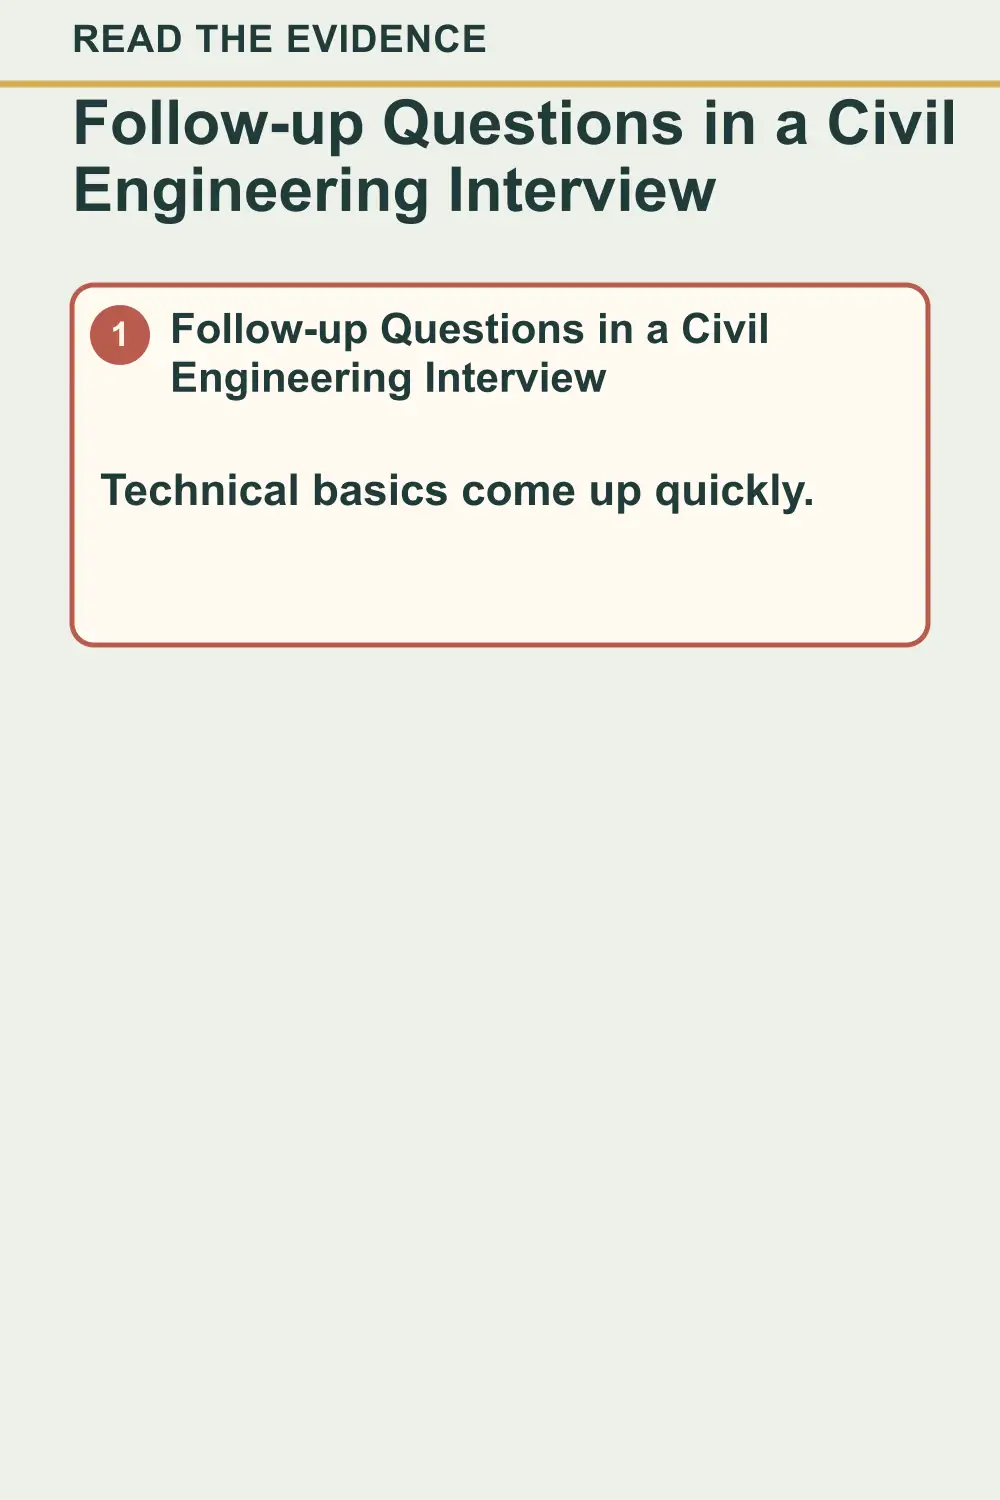 READ THE EVIDENCE
Follow-up Questions in a Civil
Engineering Interview
1
Follow-up Questions in a Civil
Engineering Interview
Technical basics come up quickly.